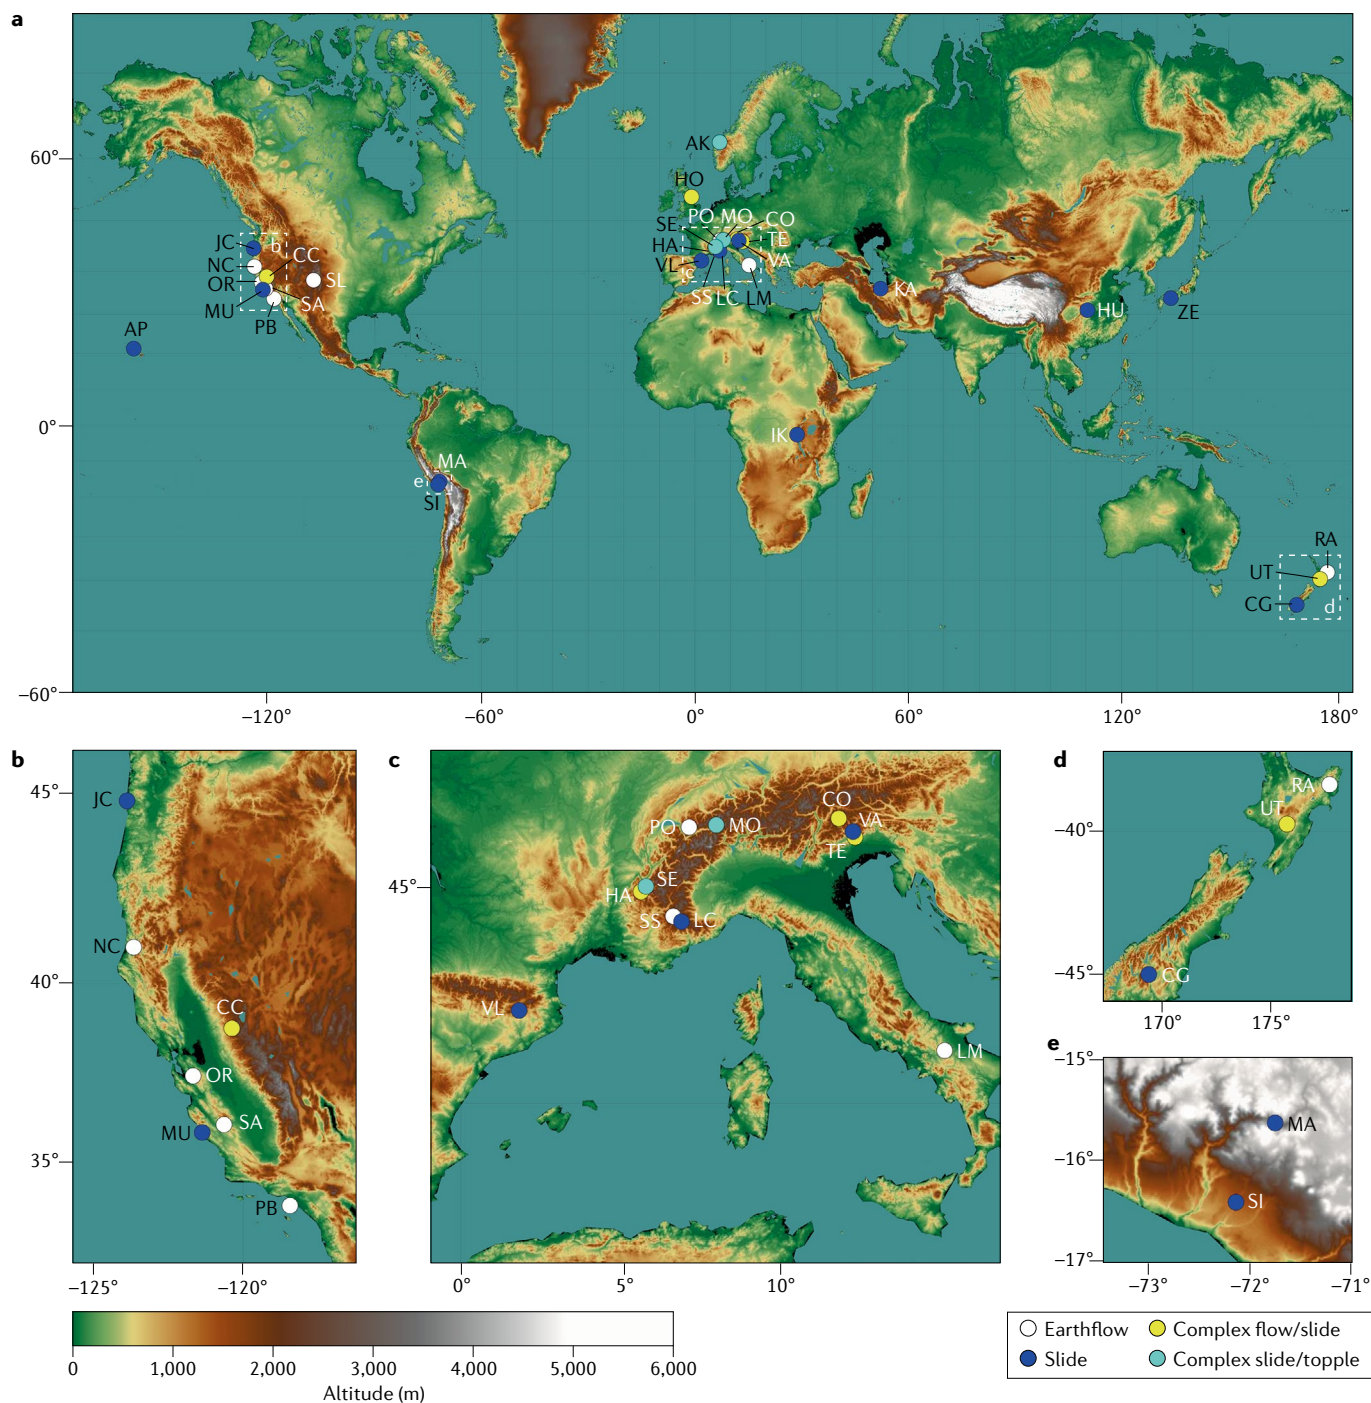 a
60°
0°
−60°
−120°
−60°
0°
60°
120°
180°
AK
HO
PO
MO
CO
SE
TE
HA
VA
VL
c
SS
LC
LM
JC
b
CC
NC
OR
SL
SA
MU
PB
AP
KA
HU
ZE
IK
MA
e
SI
RA
UT
CG
d
b
45°
40°
35°
−125°
−120°
JC
NC
CC
OR
SA
MU
PB
c
45°
0°
5°
10°
CO
PO
MO
VA
TE
SE
HA
SS
LC
VL
LM
d
−40°
−45°
170°
175°
RA
UT
CG
e
−15°
−16°
−17°
−73°
−72°
−71°
MA
SI
0
1,000
2,000
3,000
4,000
5,000
6,000
Altitude (m)
Earthflow
Complex flow/slide
Slide
Complex slide/topple